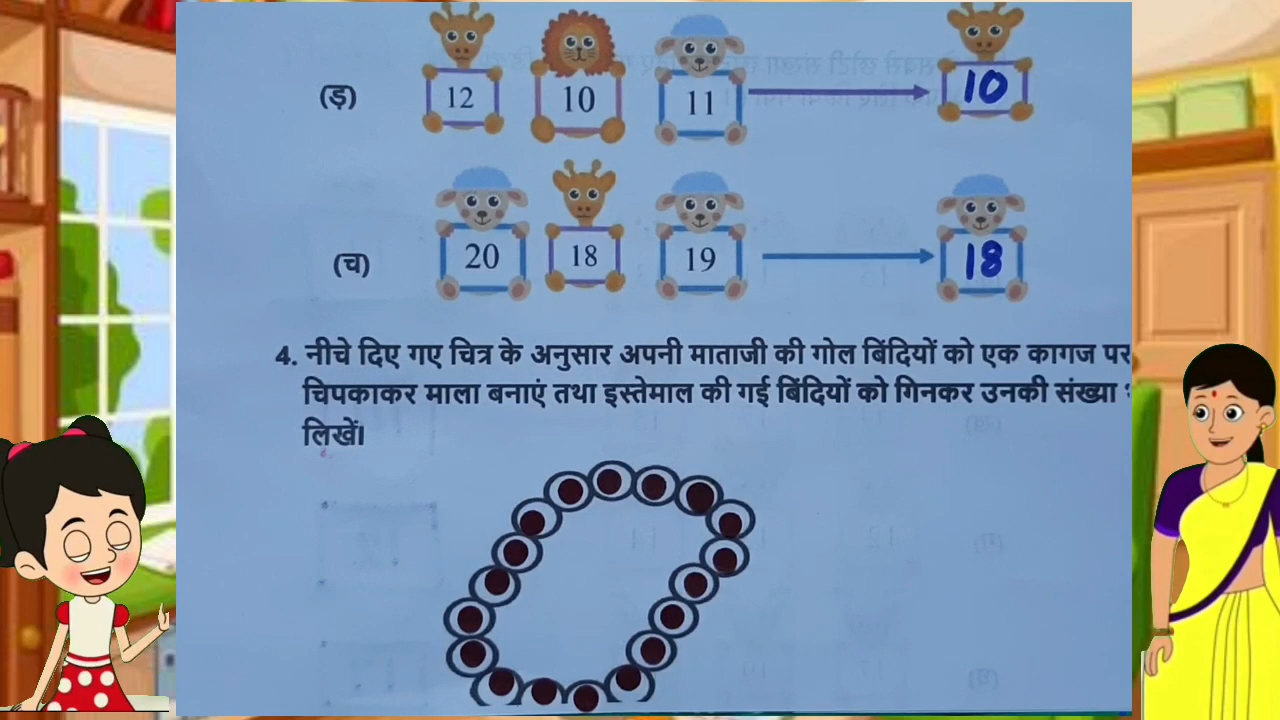 (ड़) 12 10 11 10
(च) 20 18 19 18
4. नीचे दिए गए चित्र के अनुसार अपनी माताजी की गोल बिंदियों को एक कागज पर
चिपकाकर माला बनाएं तथा इस्तेमाल की गई बिंदियों को गिनकर उनकी संख्या
लिखें।